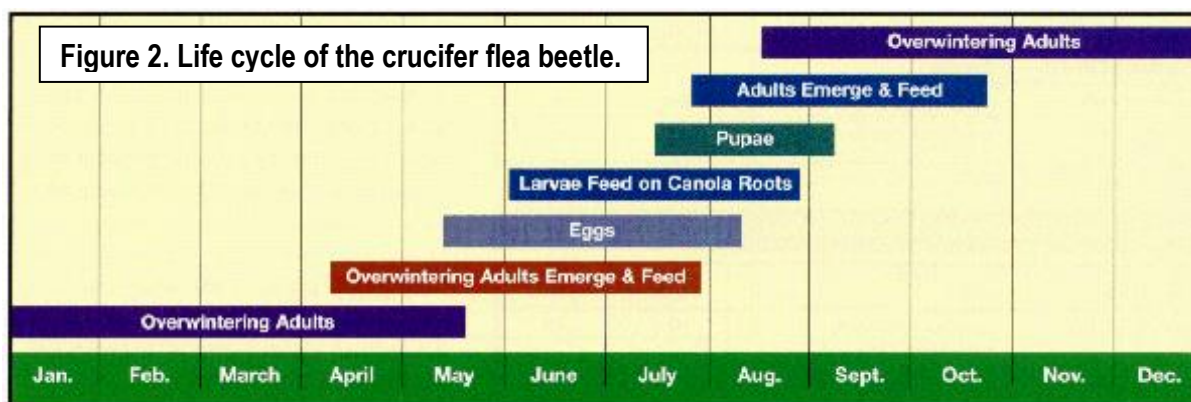 Figure 2. Life cycle of the crucifer flea beetle.
Overwintering Adults
Adults Emerge & Feed
Pupae
Larvae Feed on Canola Roots
Eggs
Overwintering Adults Emerge & Feed
Overwintering Adults
Jan. Feb. March April May June July Aug. Sept. Oct. Nov. Dec.